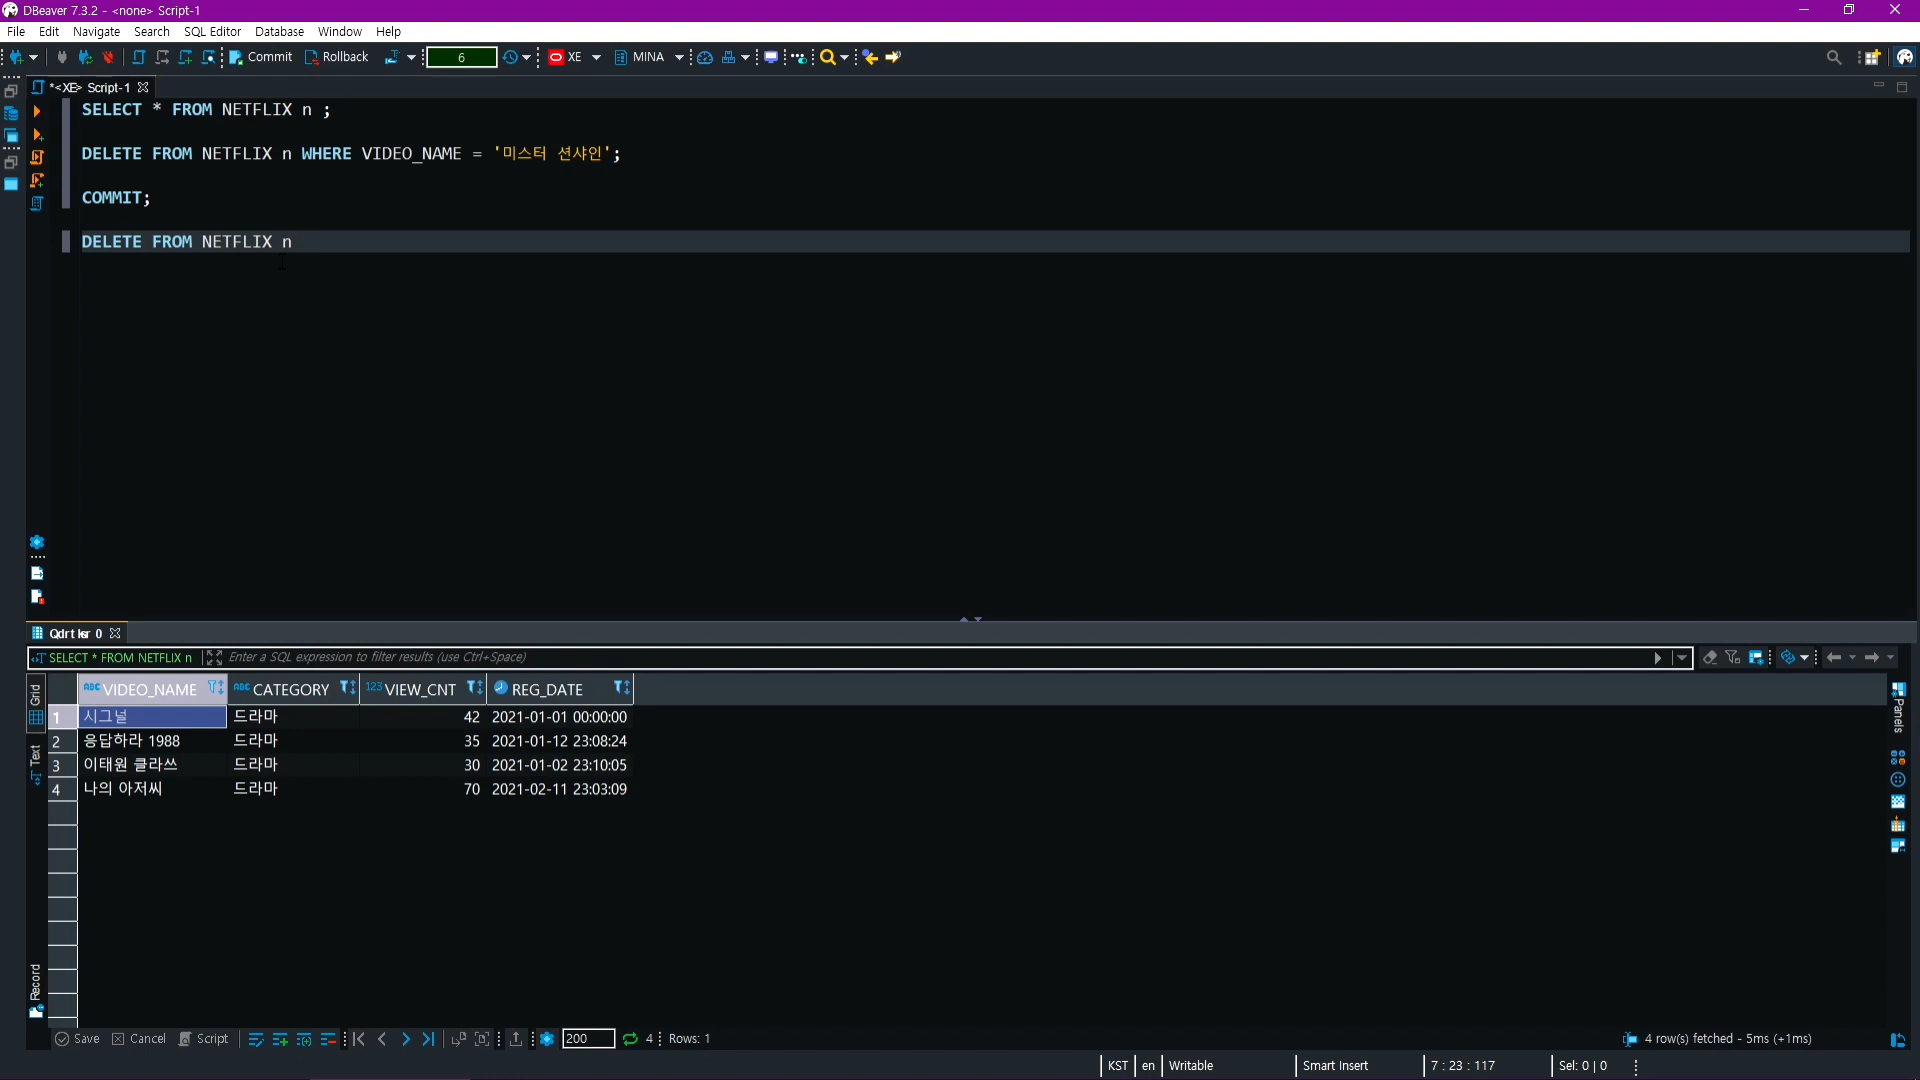 DBeaver 7.3.2 - <none> Script-1
File Edit Navigate Search SQL Editor Database Window Help
Commit Rollback 6 XE MINA
*<XE> Script-1
SELECT * FROM NETFLIX n ;
DELETE FROM NETFLIX n WHERE VIDEO_NAME = '미스터 션샤인';
COMMIT;
DELETE FROM NETFLIX n
0
SELECT * FROM NETFLIX n Enter a SQL expression to filter results (use Ctrl+Space)
Grid
Text
Record
Panels
VIDEO_NAME CATEGORY VIEW_CNT REG_DATE
1 시그널 드라마 42 2021-01-01 00:00:00
2 응답하라 1988 드라마 35 2021-01-12 23:08:24
3 이태원 클라쓰 드라마 30 2021-01-02 23:10:05
4 나의 아저씨 드라마 70 2021-02-11 23:03:09
Save Cancel Script 200 4 Rows: 1 4 row(s) fetched - 5ms (+1ms)
KST en Writable Smart Insert 7 : 23 : 117 Sel: 0 | 0